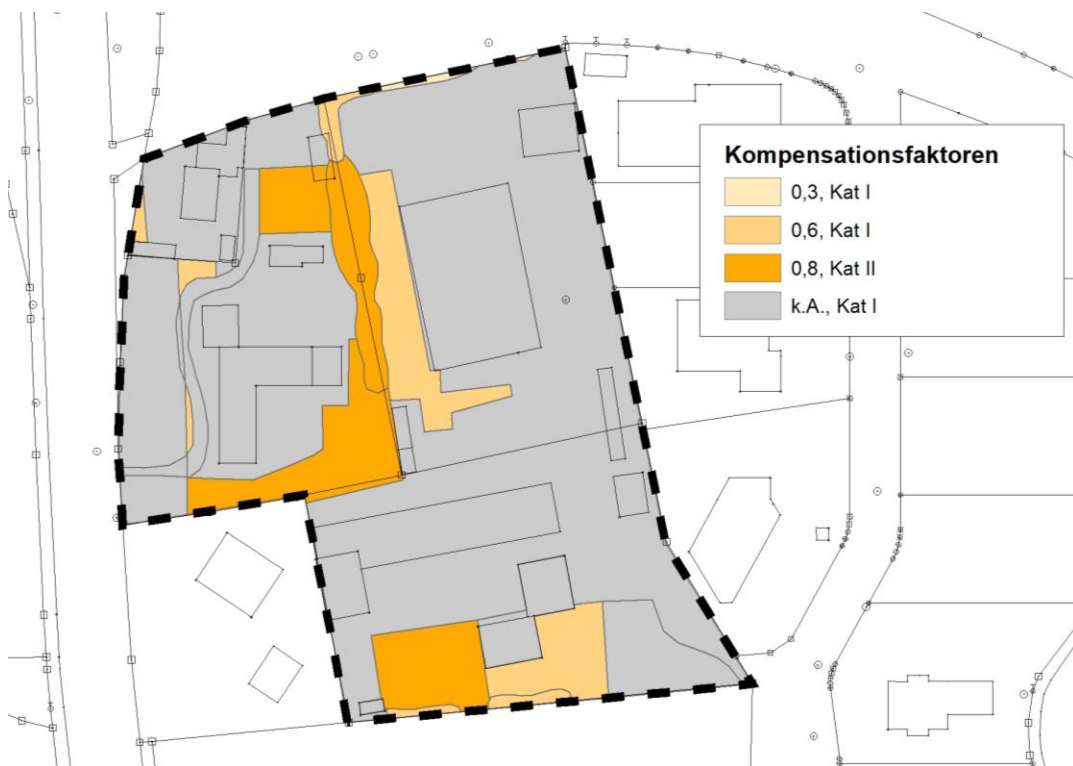 Kompensationsfaktoren
0,3, Kat I
0,6, Kat I
0,8, Kat II
k.A., Kat I